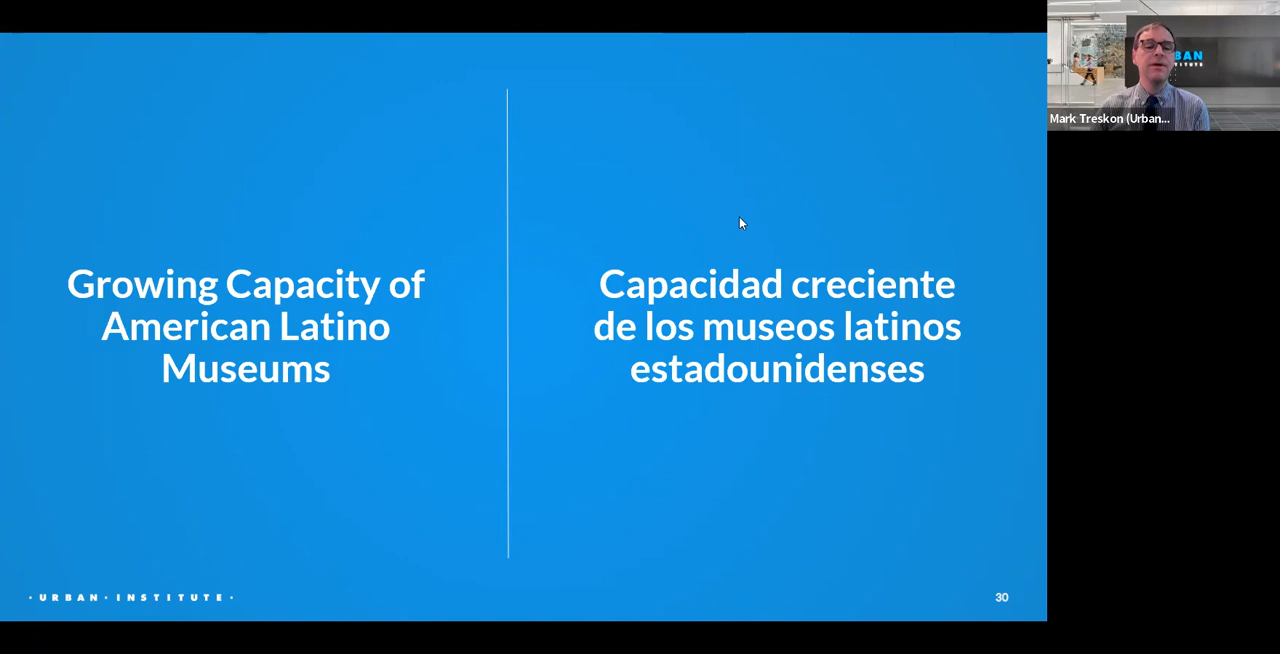 Growing Capacity of
American Latino
Museums
Capacidad creciente
de los museos latinos
estadounidenses
· URBAN · INSTITUTE ·
30
BAN
Mark Treskon (Urban...